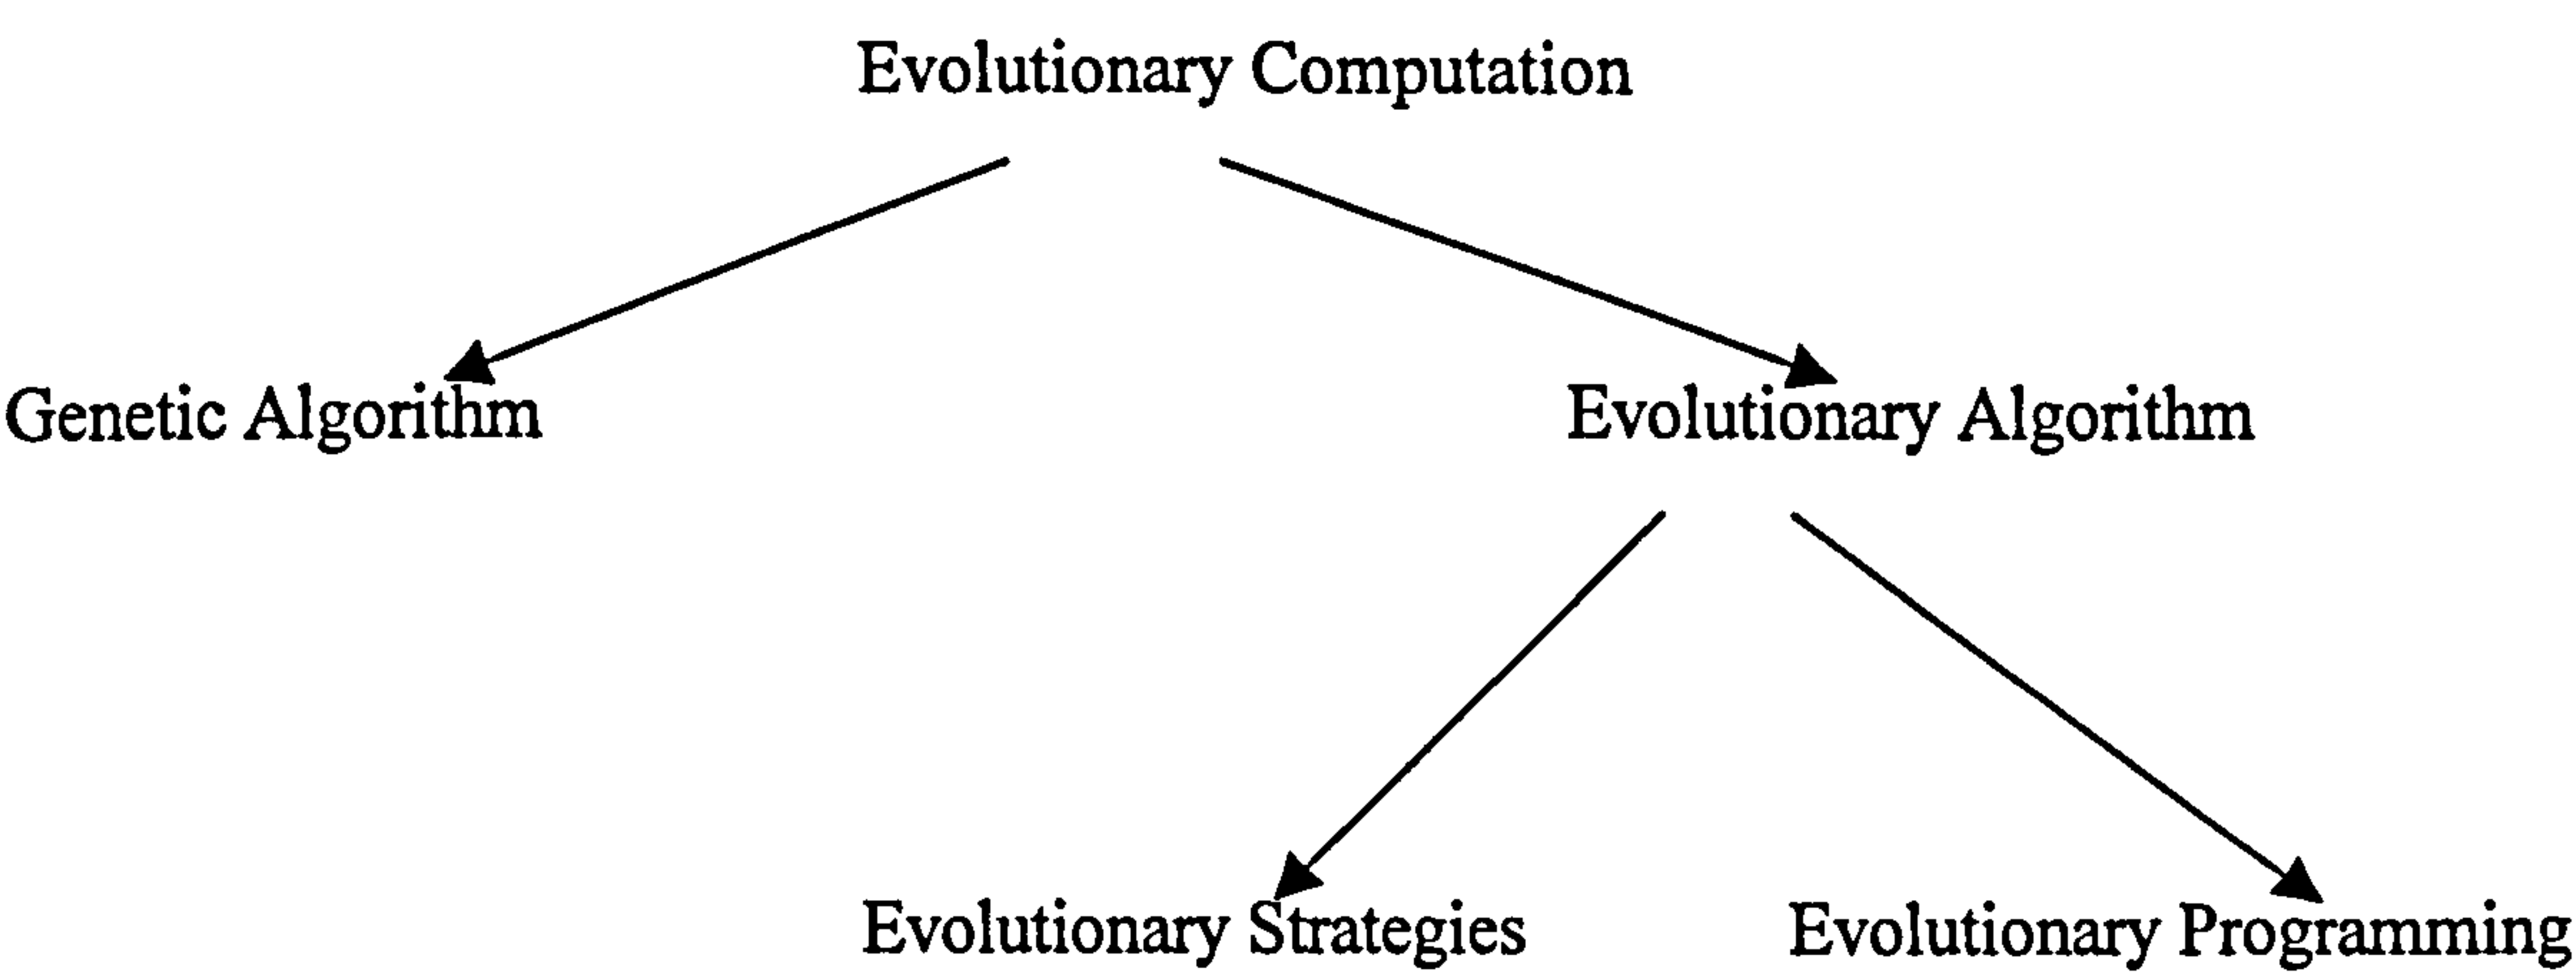 Evolutionary Computation
Genetic Algorithm
Evolutionary Algorithm
Evolutionary Strategies
Evolutionary Programming